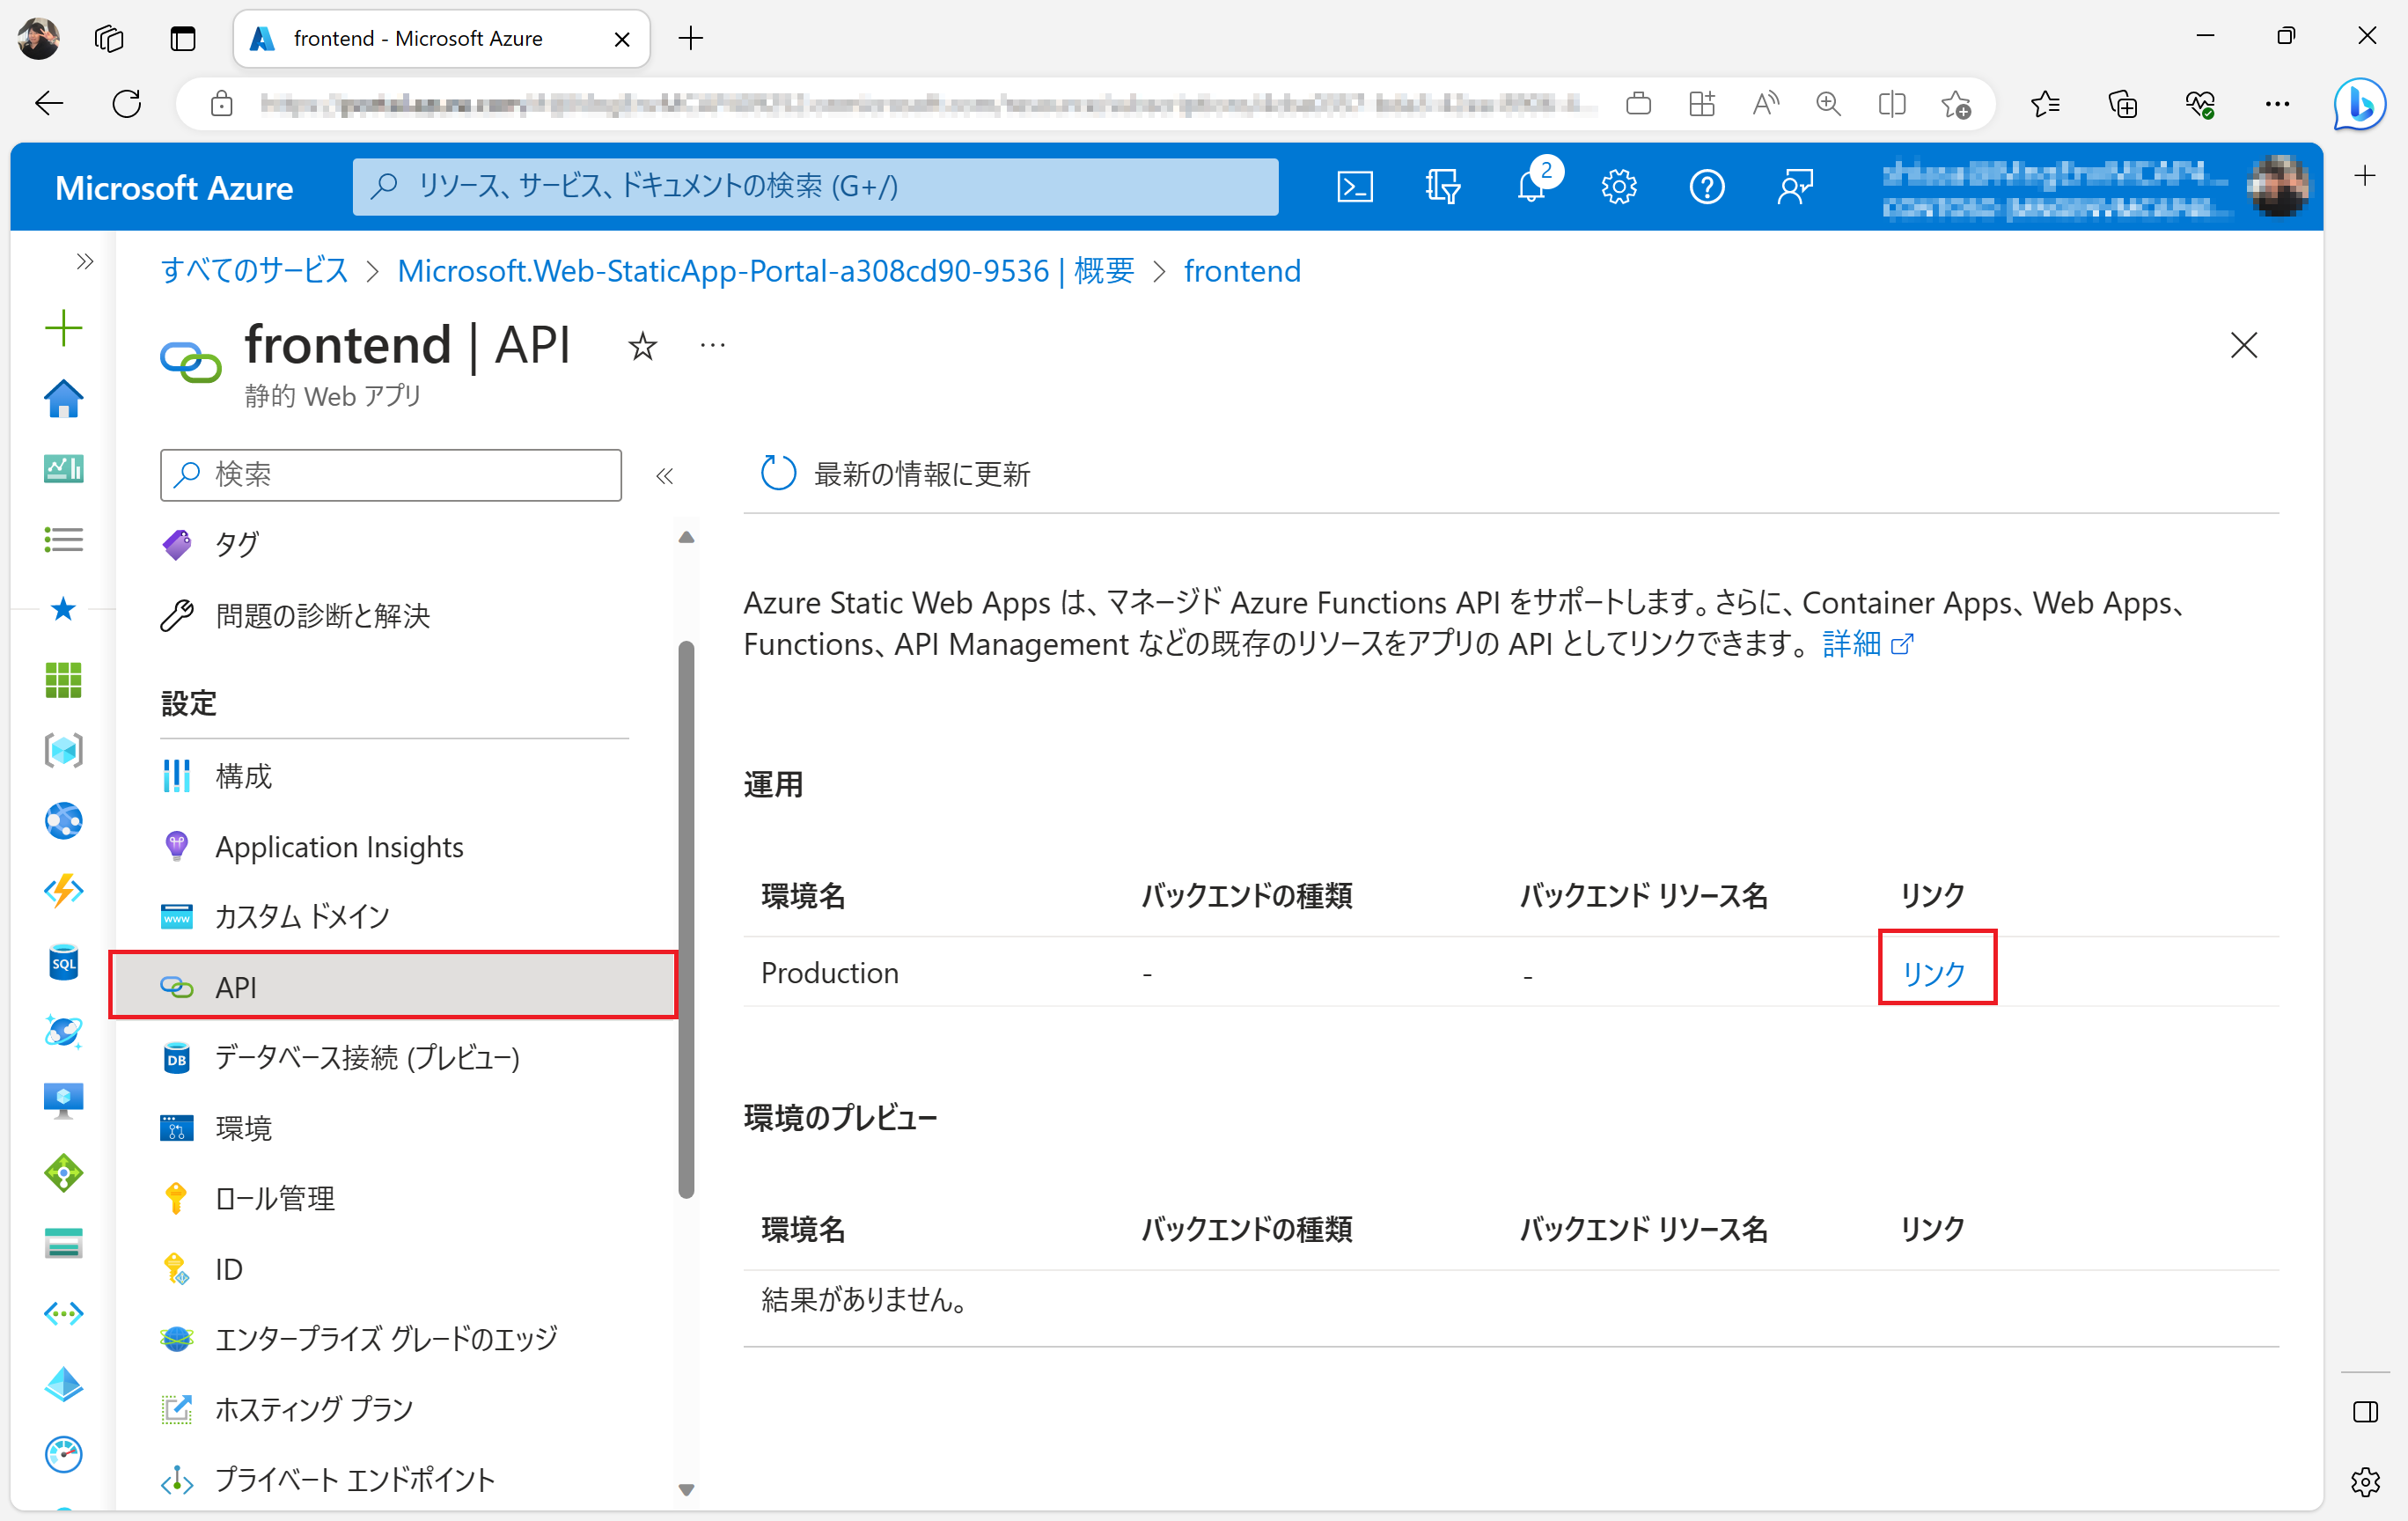 frontend - Microsoft Azure
Microsoft Azure
リソース、サービス、ドキュメントの検索 (G+/)
2
すべてのサービス > Microsoft.Web-StaticApp-Portal-a308cd90-9536 | 概要 > frontend
frontend | API
静的 Web アプリ
検索
最新の情報に更新
タグ
問題の診断と解決
設定
構成
Application Insights
カスタム ドメイン
API
データベース接続 (プレビュー)
環境
ロール管理
ID
エンタープライズ グレードのエッジ
ホスティング プラン
プライベート エンドポイント
Azure Static Web Apps は、マネージド Azure Functions API をサポートします。さらに、Container Apps、Web Apps、
Functions、API Management などの既存のリソースをアプリの API としてリンクできます。 詳細
運用
環境名 バックエンドの種類 バックエンド リソース名 リンク
Production - - リンク
環境のプレビュー
環境名 バックエンドの種類 バックエンド リソース名 リンク
結果がありません。